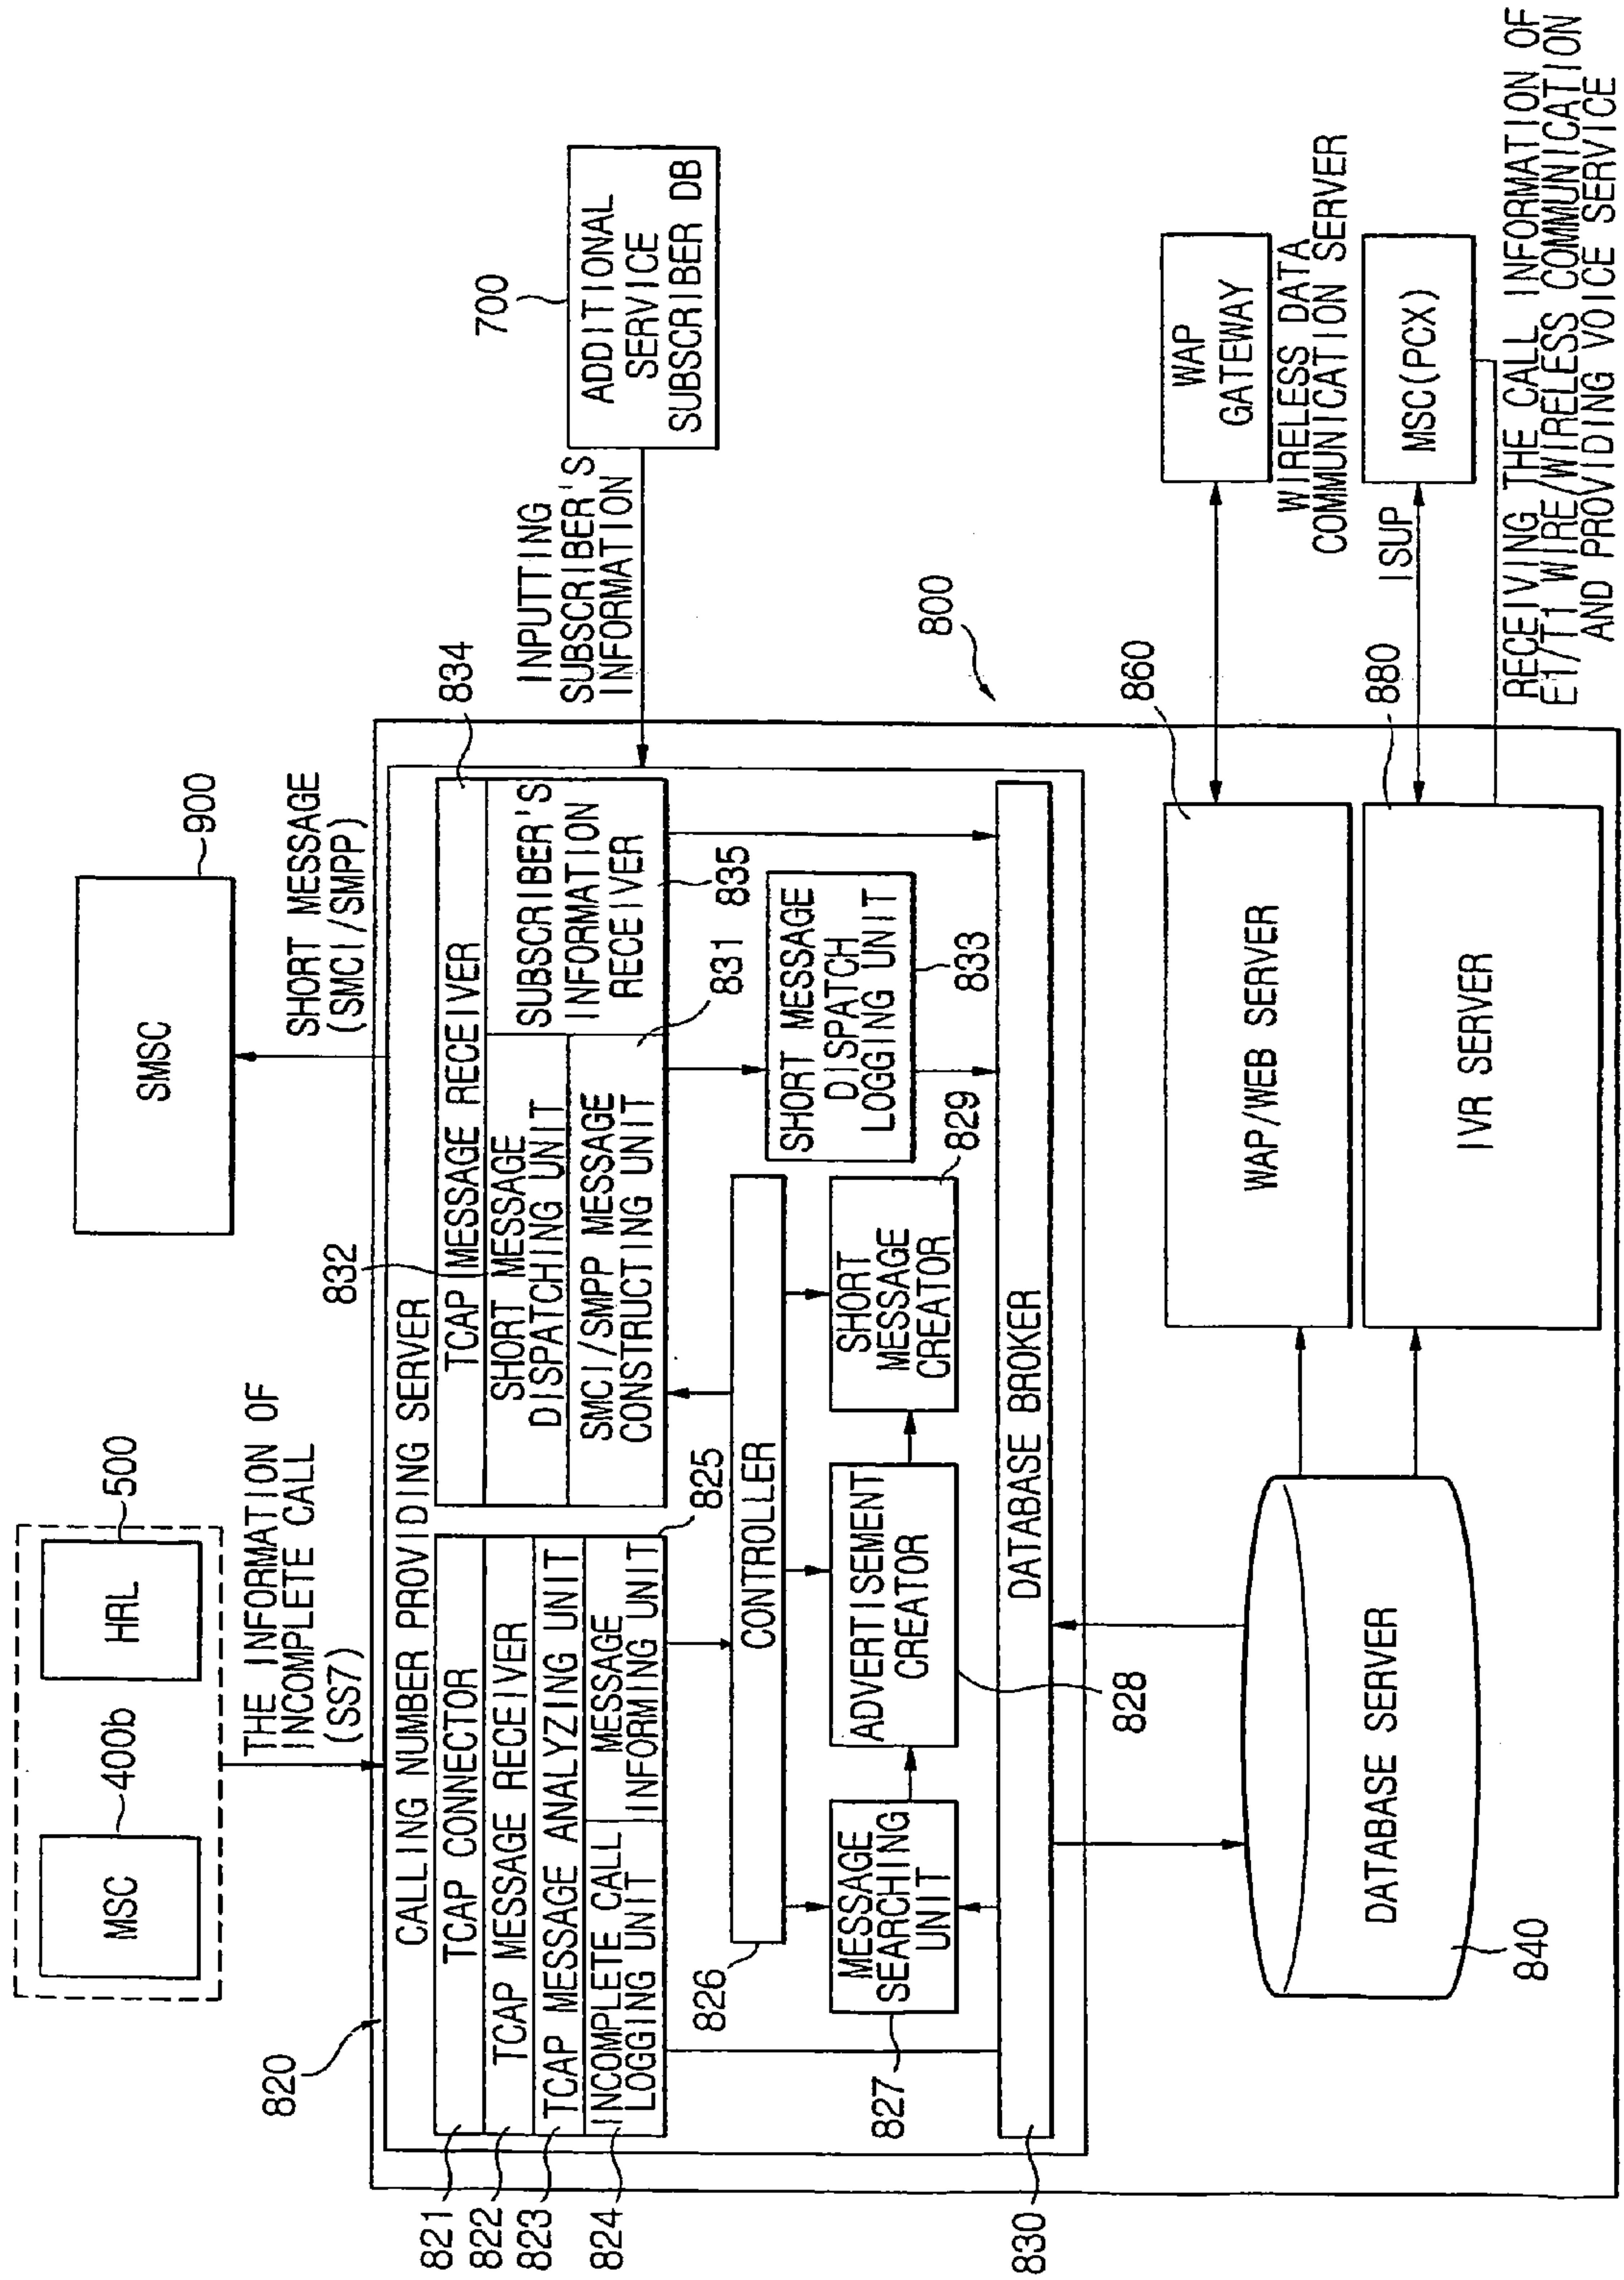 MSC
400b
HRL
500
THE INFORMATION OF
INCOMPLETE CALL
(SS7)
SMSC
900
SHORT MESSAGE
(SMCI/SMPP)
820
CALLING NUMBER PROVIDING SERVER
821
TCAP CONNECTOR
822
TCAP MESSAGE RECEIVER
823
TCAP MESSAGE ANALYZING UNIT
824
INCOMPLETE CALL
LOGGING UNIT
MESSAGE
INFORMING UNIT
825
832
TCAP MESSAGE RECEIVER
834
SHORT MESSAGE
DISPATCHING UNIT
SMCI/SMPP MESSAGE
CONSTRUCTING UNIT
831
SUBSCRIBER'S
INFORMATION
RECEIVER
835
INPUTTING
SUBSCRIBER'S
INFORMATION
700
ADDITIONAL
SERVICE
SUBSCRIBER DB
826
CONTROLLER
827
MESSAGE
SEARCHING
UNIT
ADVERTISEMENT
CREATOR
828
SHORT
MESSAGE
CREATOR
829
SHORT MESSAGE
DISPATCH
LOGGING UNIT
833
830
DATABASE BROKER
800
DATABASE SERVER
840
WAP/WEB SERVER
860
WAP
GATEWAY
WIRELESS DATA
COMMUNICATION SERVER
IVR SERVER
880
ISUP
MSC(PCX)
RECEIVING THE CALL INFORMATION OF
E1/T1 WIRE/WIRELESS COMMUNICATION
AND PROVIDING VOICE SERVICE